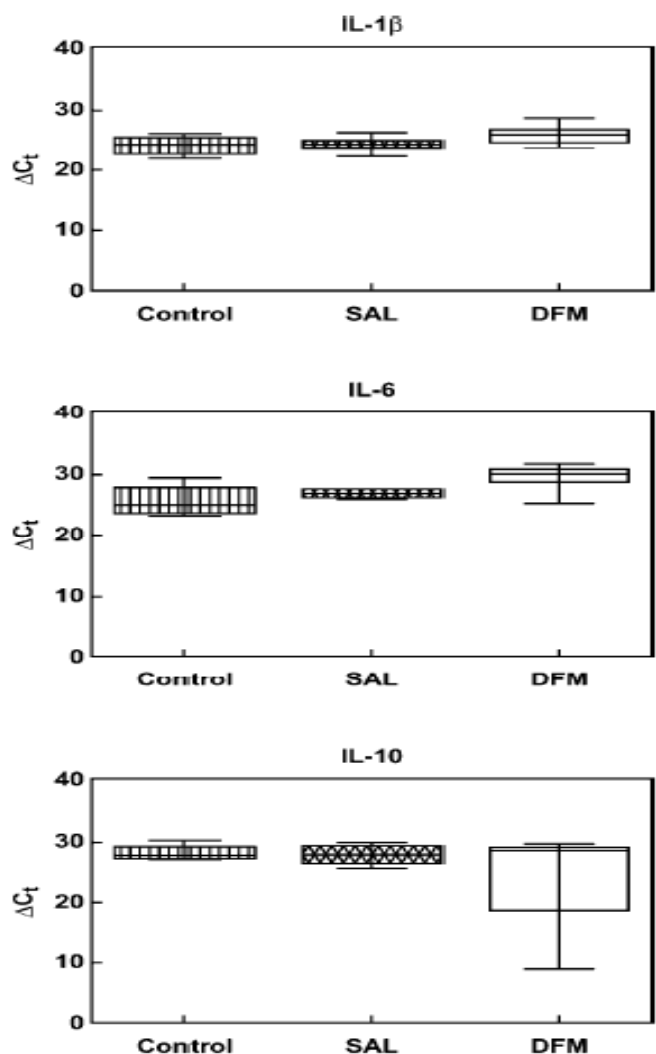 IL-1β
40
30
20
10
0
ΔCt
Control SAL DFM
IL-6
40
30
20
10
0
ΔCt
Control SAL DFM
IL-10
40
30
20
10
0
ΔCt
Control SAL DFM